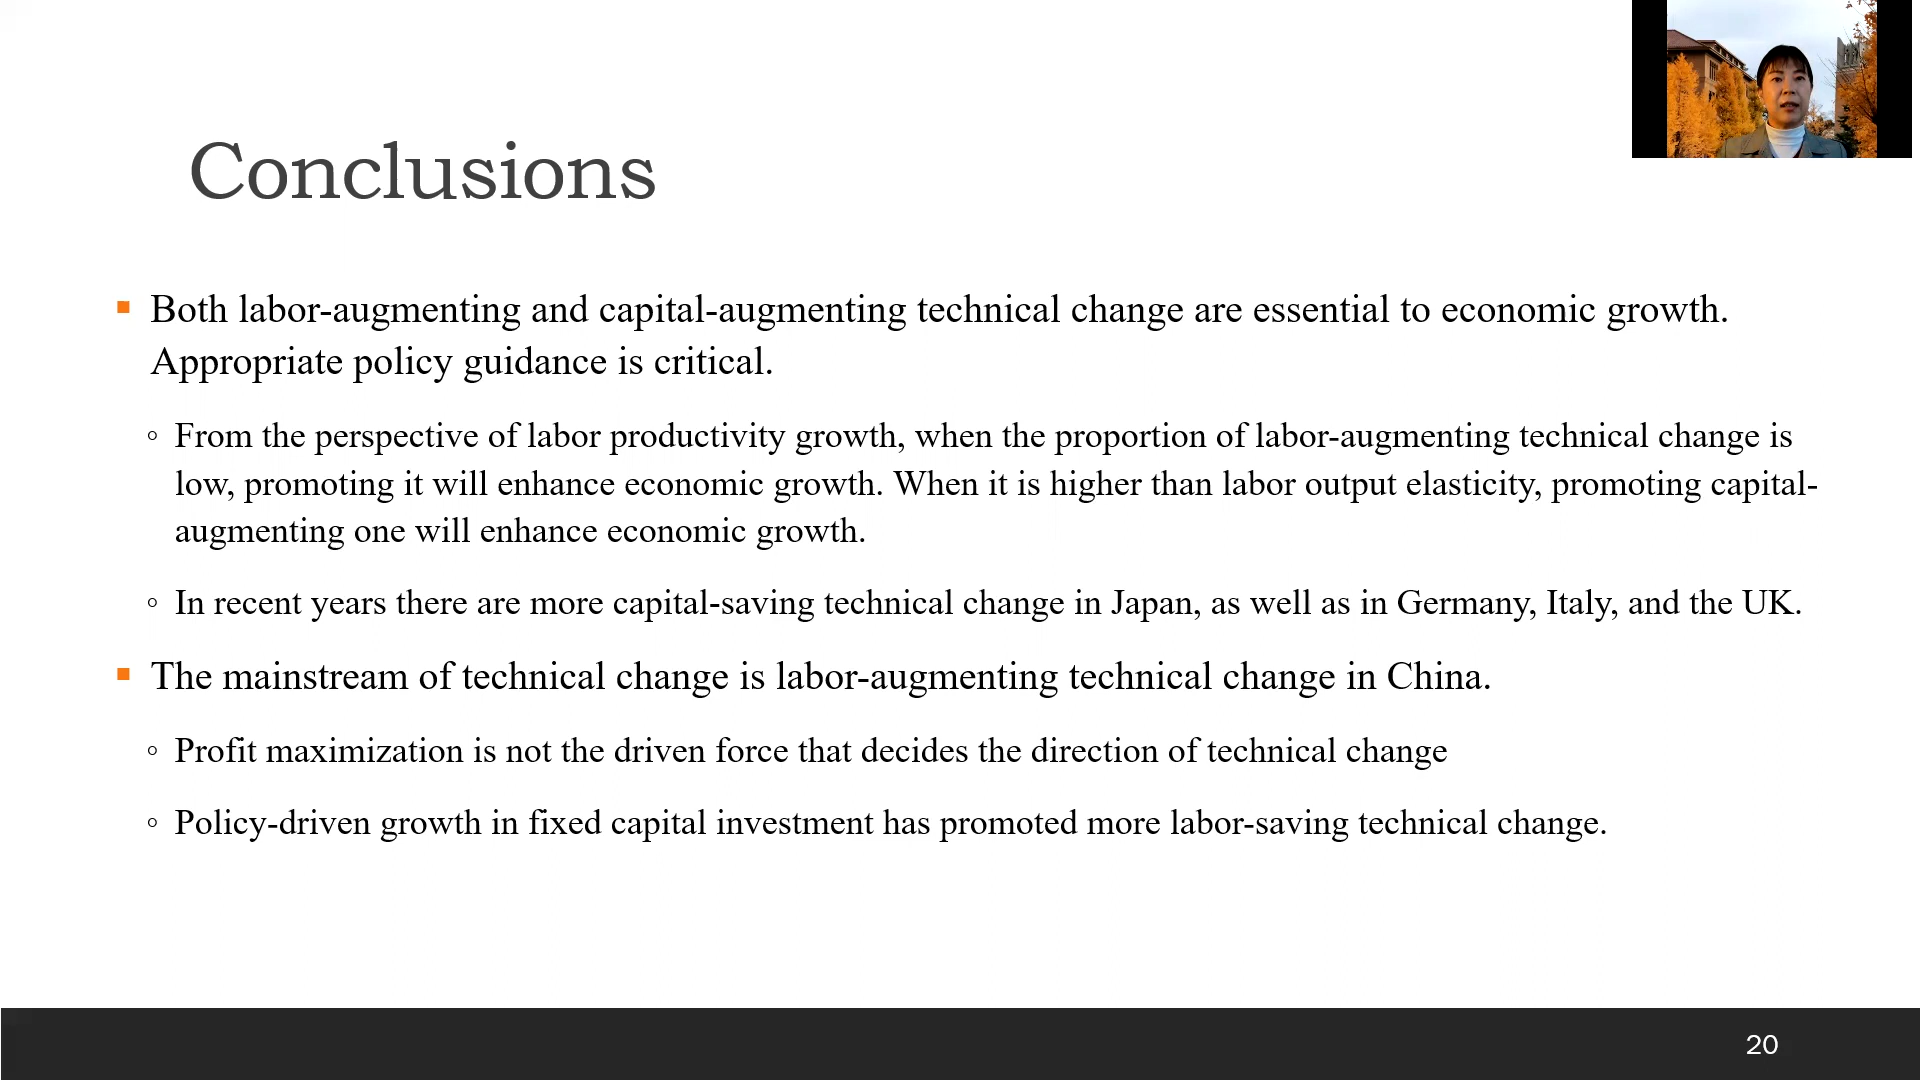 Conclusions
Both labor-augmenting and capital-augmenting technical change are essential to economic growth.
Appropriate policy guidance is critical.
From the perspective of labor productivity growth, when the proportion of labor-augmenting technical change is
low, promoting it will enhance economic growth. When it is higher than labor output elasticity, promoting capital-
augmenting one will enhance economic growth.
In recent years there are more capital-saving technical change in Japan, as well as in Germany, Italy, and the UK.
The mainstream of technical change is labor-augmenting technical change in China.
Profit maximization is not the driven force that decides the direction of technical change
Policy-driven growth in fixed capital investment has promoted more labor-saving technical change.
20